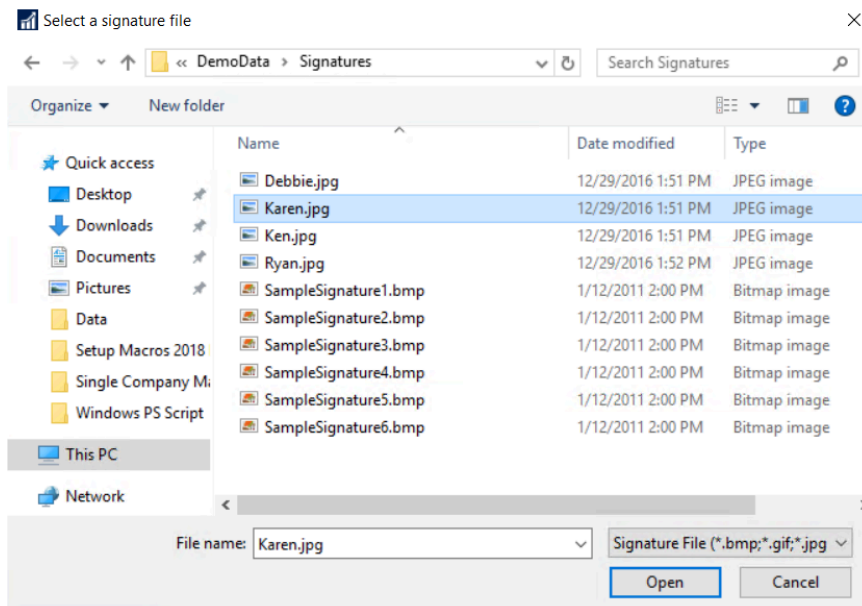 Select a signature file
« DemoData > Signatures
Search Signatures
Organize
New folder
?
Name Date modified Type
Quick access
Desktop
Downloads
Documents
Pictures
Data
Setup Macros 2018
Single Company Ma
Windows PS Script
This PC
Network
Debbie.jpg 12/29/2016 1:51 PM JPEG image
Karen.jpg 12/29/2016 1:51 PM JPEG image
Ken.jpg 12/29/2016 1:51 PM JPEG image
Ryan.jpg 12/29/2016 1:52 PM JPEG image
SampleSignature1.bmp 1/12/2011 2:00 PM Bitmap image
SampleSignature2.bmp 1/12/2011 2:00 PM Bitmap image
SampleSignature3.bmp 1/12/2011 2:00 PM Bitmap image
SampleSignature4.bmp 1/12/2011 2:00 PM Bitmap image
SampleSignature5.bmp 1/12/2011 2:00 PM Bitmap image
SampleSignature6.bmp 1/12/2011 2:00 PM Bitmap image
File name: Karen.jpg Signature File (*.bmp;*.gif;*.jpg
Open Cancel